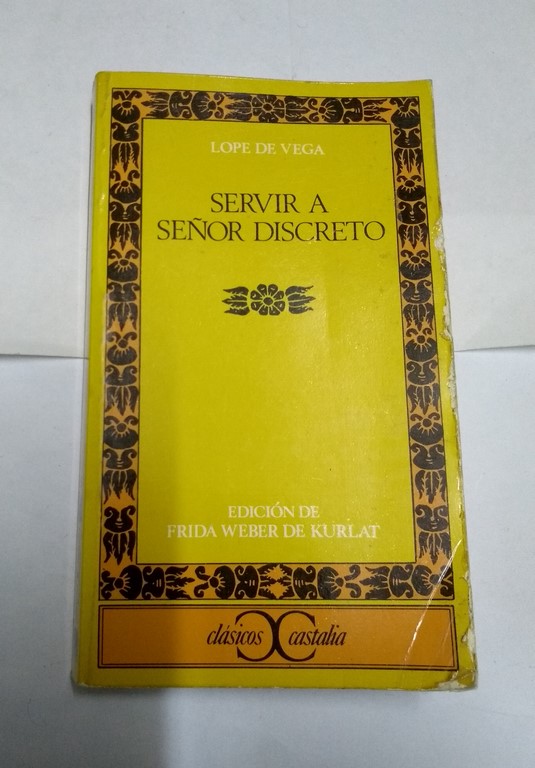 LOPE DE VEGA
SERVIR A
SEÑOR DISCRETO
EDICIÓN DE
FRIDA WEBER DE KURLAT
clásicos castalia